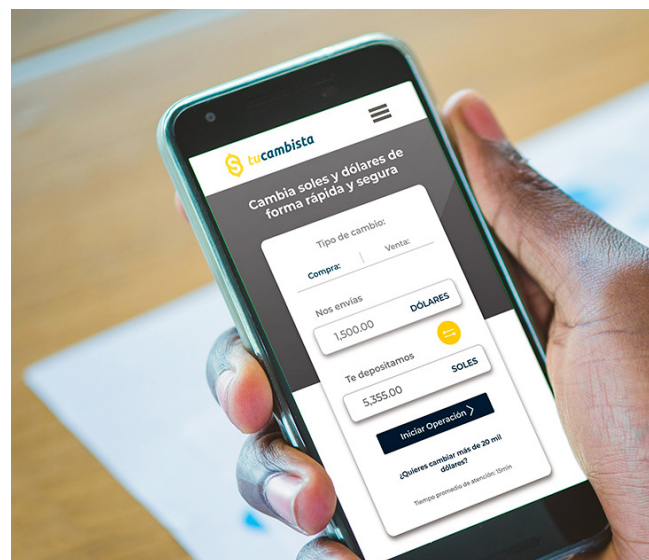 tucambista
Cambia soles y dólares de
forma rápida y segura
Tipo de cambio:
Compra:
Venta:
Nos envías
1,500.00
DÓLARES
Te depositamos
5,355.00
SOLES
Iniciar Operación
¿Quieres cambiar más de 20 mil
dólares?
Tiempo promedio de atención: 15min